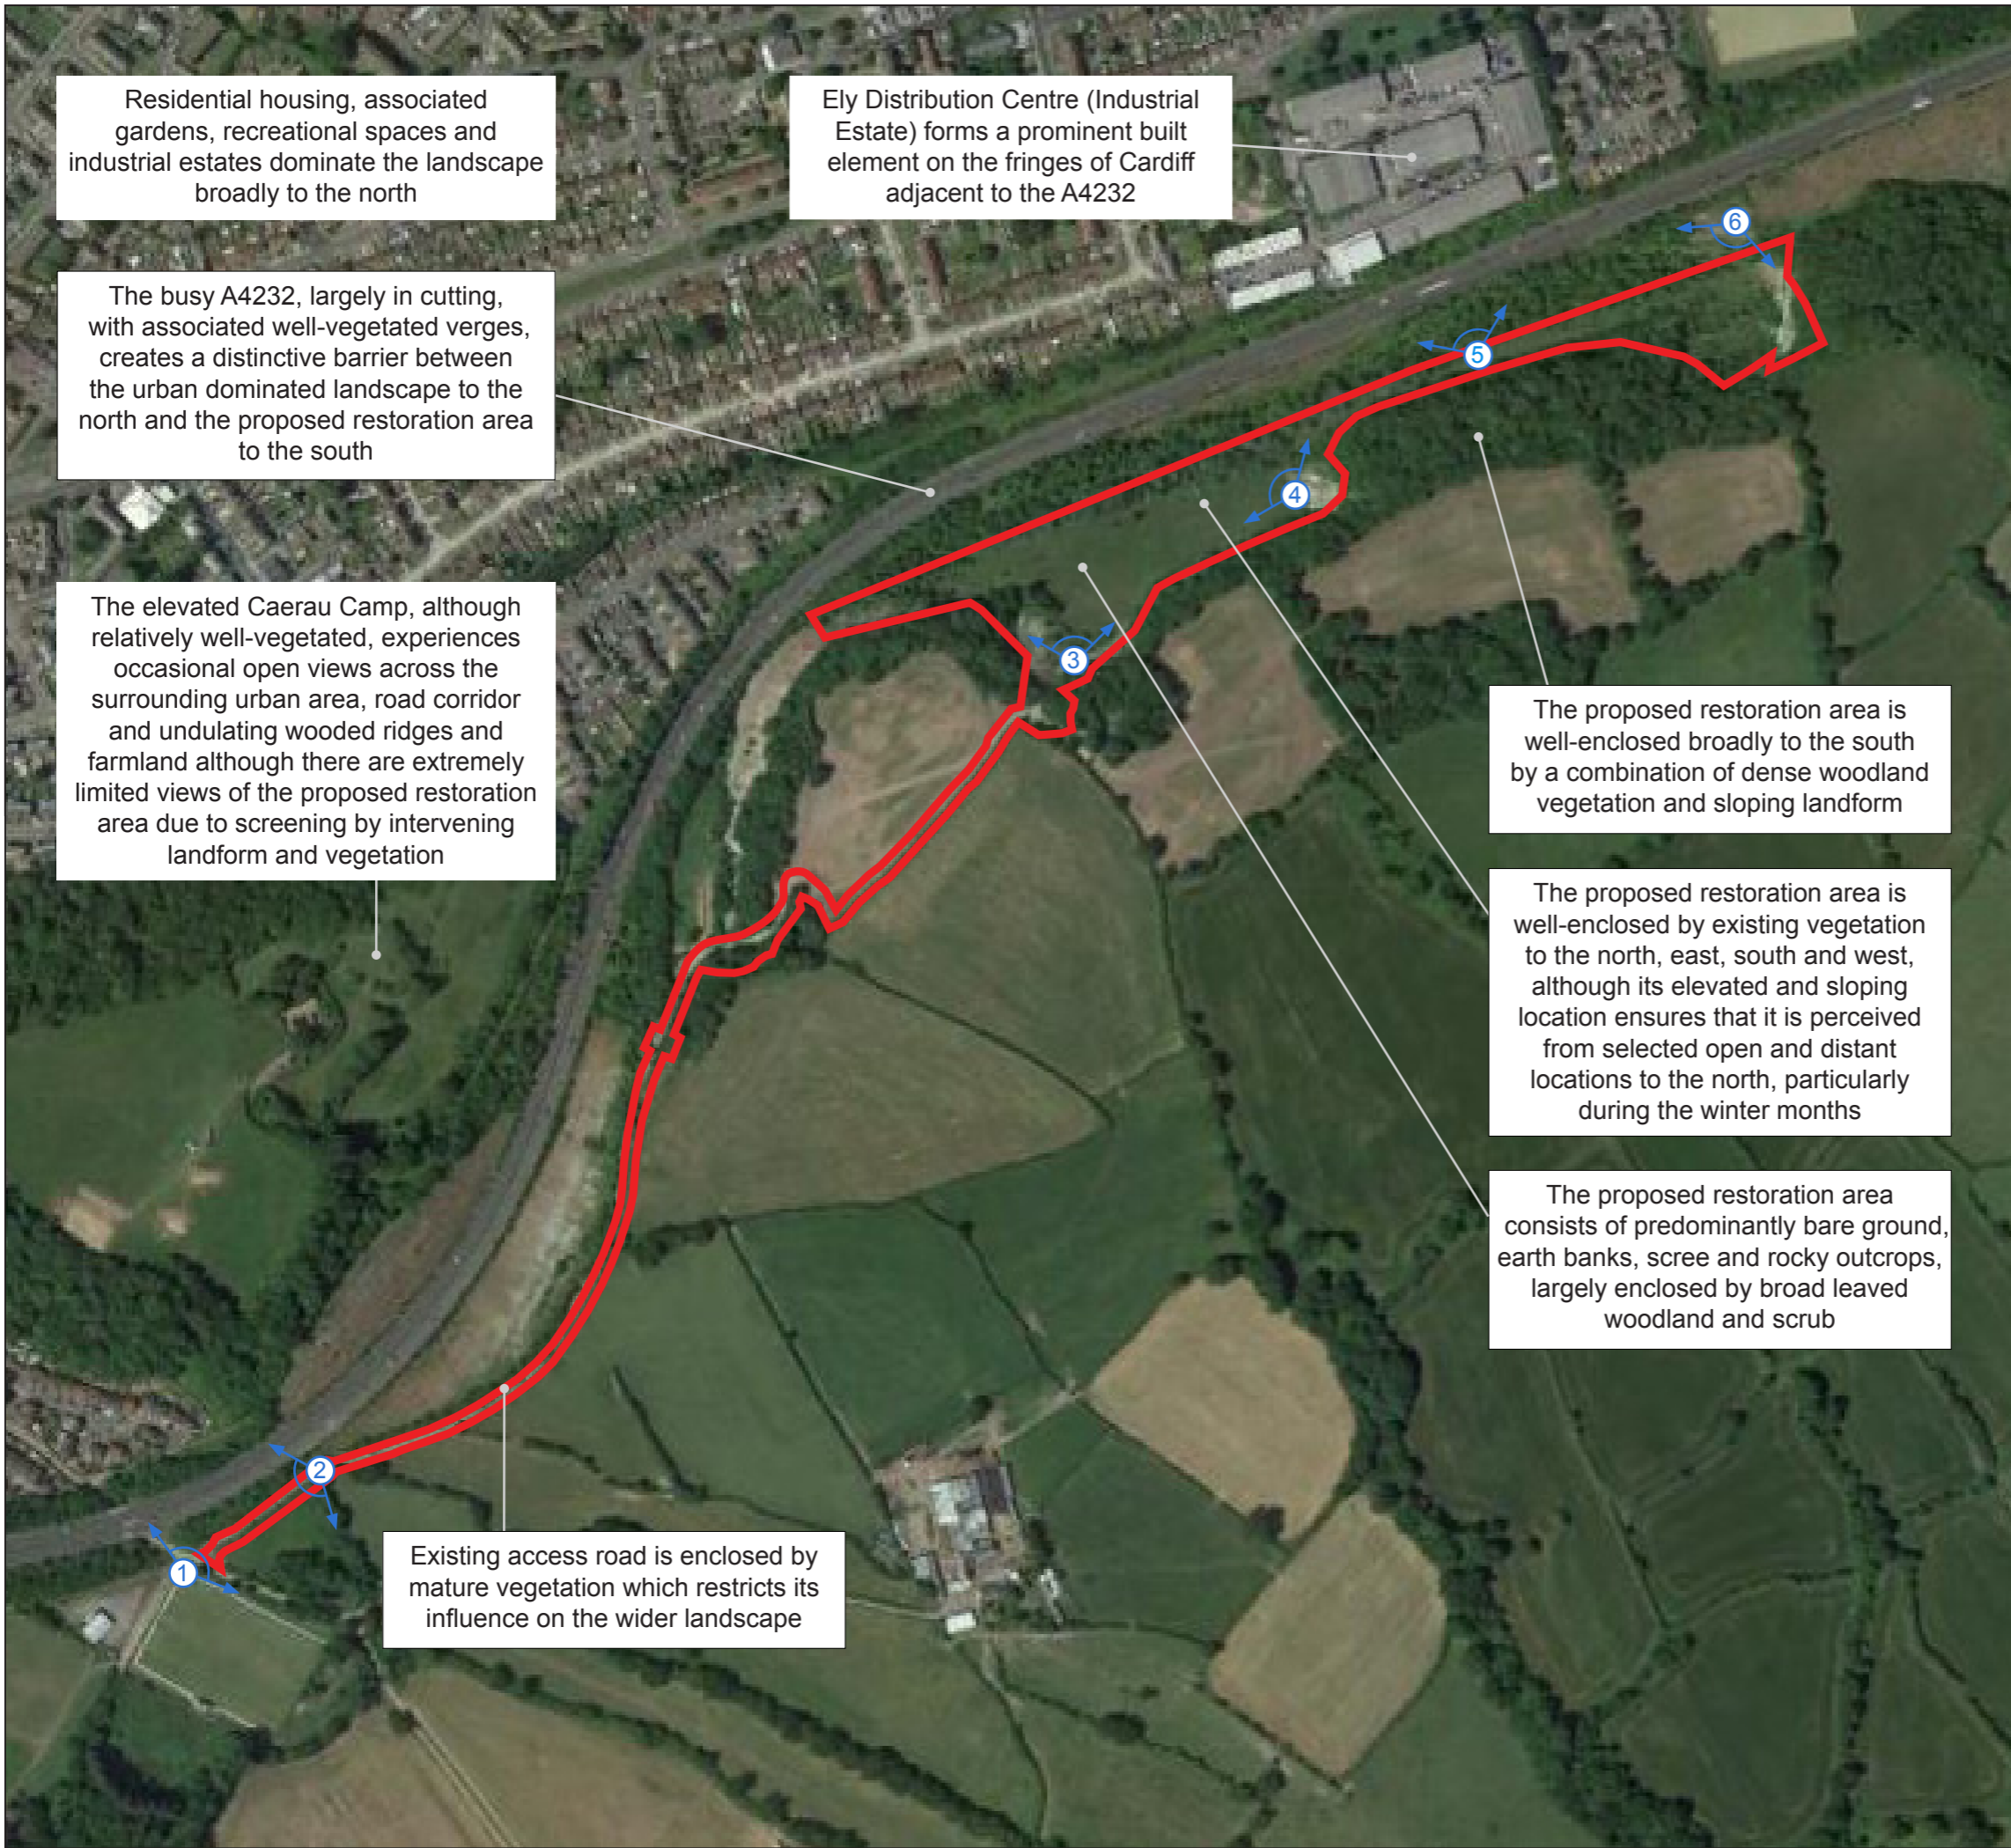 Residential housing, associated
gardens, recreational spaces and
industrial estates dominate the landscape
broadly to the north
Ely Distribution Centre (Industrial
Estate) forms a prominent built
element on the fringes of Cardiff
adjacent to the A4232
The busy A4232, largely in cutting,
with associated well-vegetated verges,
creates a distinctive barrier between
the urban dominated landscape to the
north and the proposed restoration area
to the south
6
5
4
The elevated Caerau Camp, although
relatively well-vegetated, experiences
occasional open views across the
surrounding urban area, road corridor
and undulating wooded ridges and
farmland although there are extremely
limited views of the proposed restoration
area due to screening by intervening
landform and vegetation
3
The proposed restoration area is
well-enclosed broadly to the south
by a combination of dense woodland
vegetation and sloping landform
The proposed restoration area is
well-enclosed by existing vegetation
to the north, east, south and west,
although its elevated and sloping
location ensures that it is perceived
from selected open and distant
locations to the north, particularly
during the winter months
The proposed restoration area
consists of predominantly bare ground,
earth banks, scree and rocky outcrops,
largely enclosed by broad leaved
woodland and scrub
2
1
Existing access road is enclosed by
mature vegetation which restricts its
influence on the wider landscape